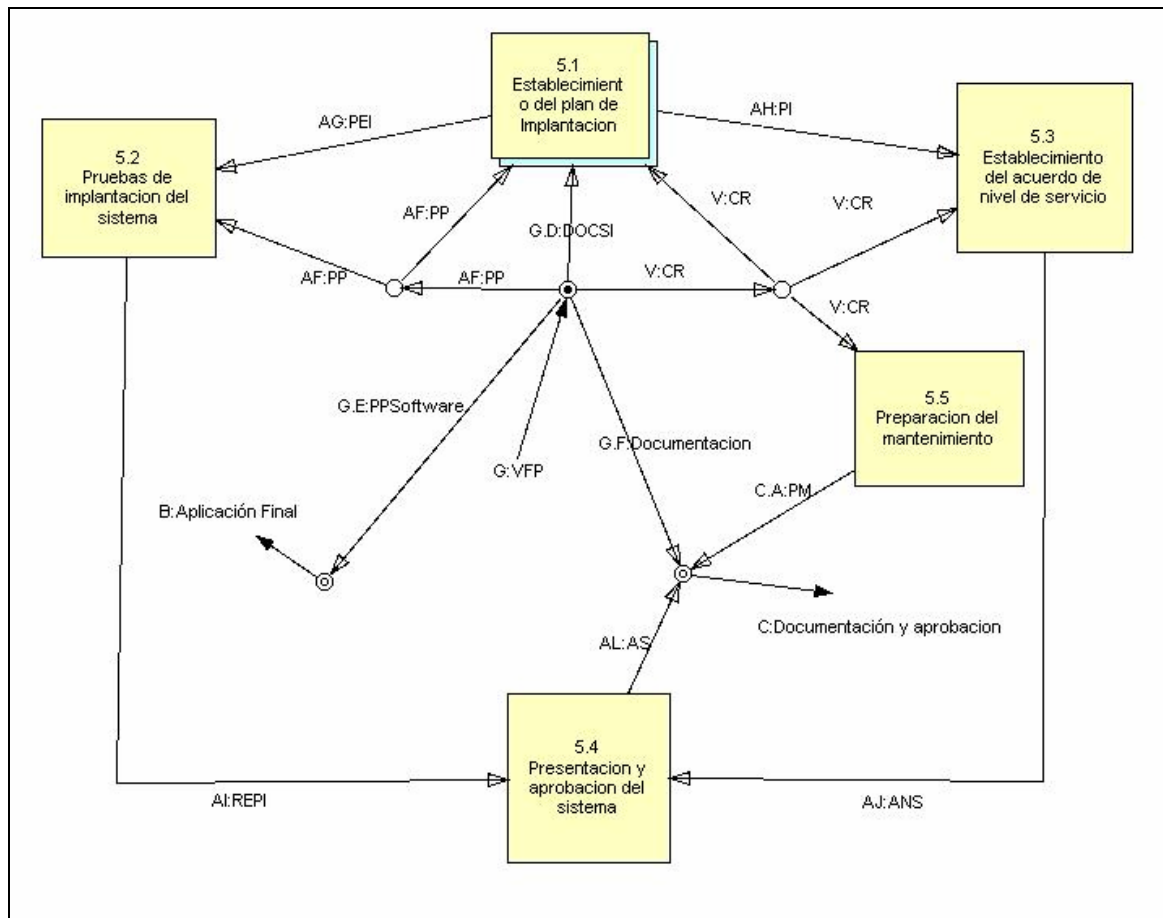 5.1
Establecimient
o del plan de
Implantacion
AG:PEI
AH:PI
5.2
Pruebas de
implantacion del
sistema
5.3
Establecimiento
del acuerdo de
nivel de servicio
AF:PP
V:CR
V:CR
G.D:DOCSI
AF:PP
AF:PP
V:CR
V:CR
5.5
Preparacion del
mantenimiento
G.E:PPSoftware
G.F:Documentacion
G:VFP
C.A:PM
B:Aplicación Final
C:Documentación y aprobacion
AL:AS
5.4
Presentacion y
aprobacion del
sistema
AI:REPI
AJ:ANS